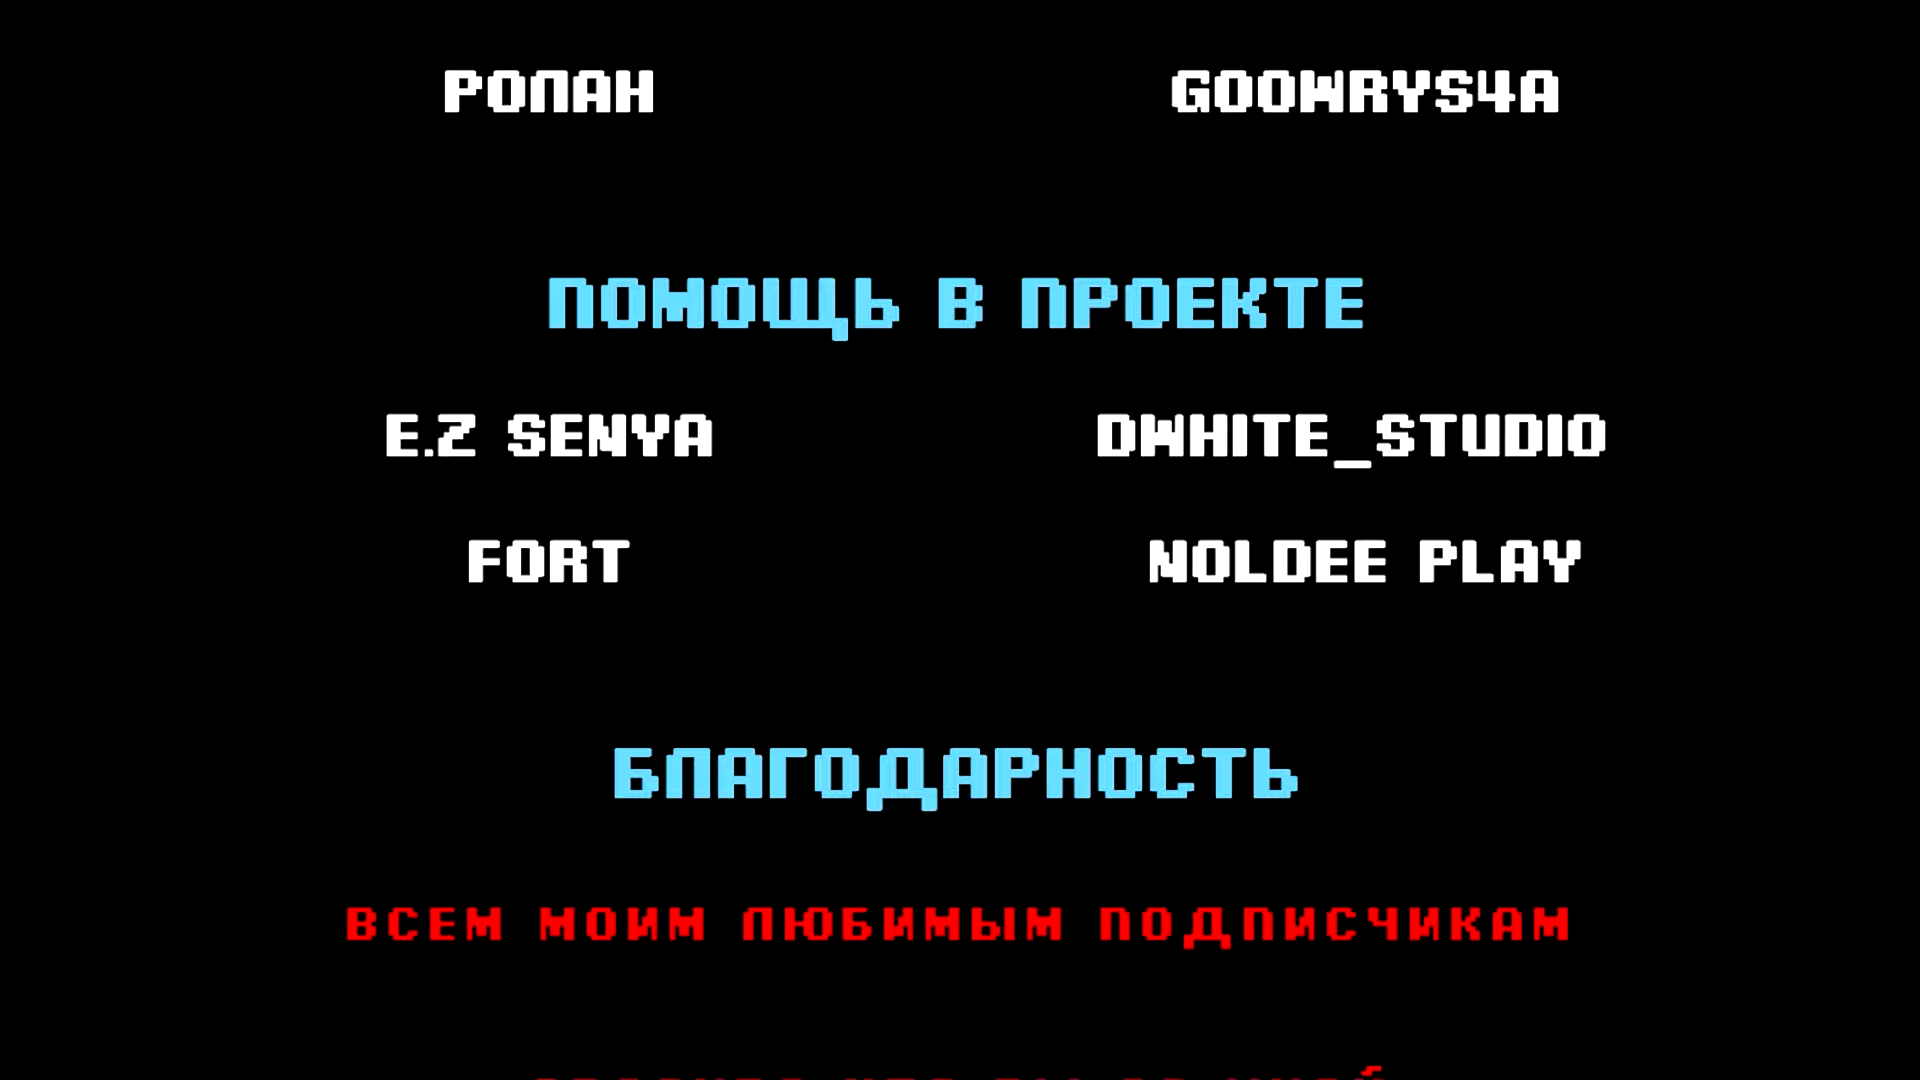 РОЛАН GOOWRYS4A
ПОМОЩЬ В ПРОЕКТЕ
E.Z SENYA DWHITE_STUDIO
FORT NOLDEE PLAY
БЛАГОДАРНОСТЬ
ВСЕМ МОИМ ЛЮБИМЫМ ПОДПИСЧИКАМ